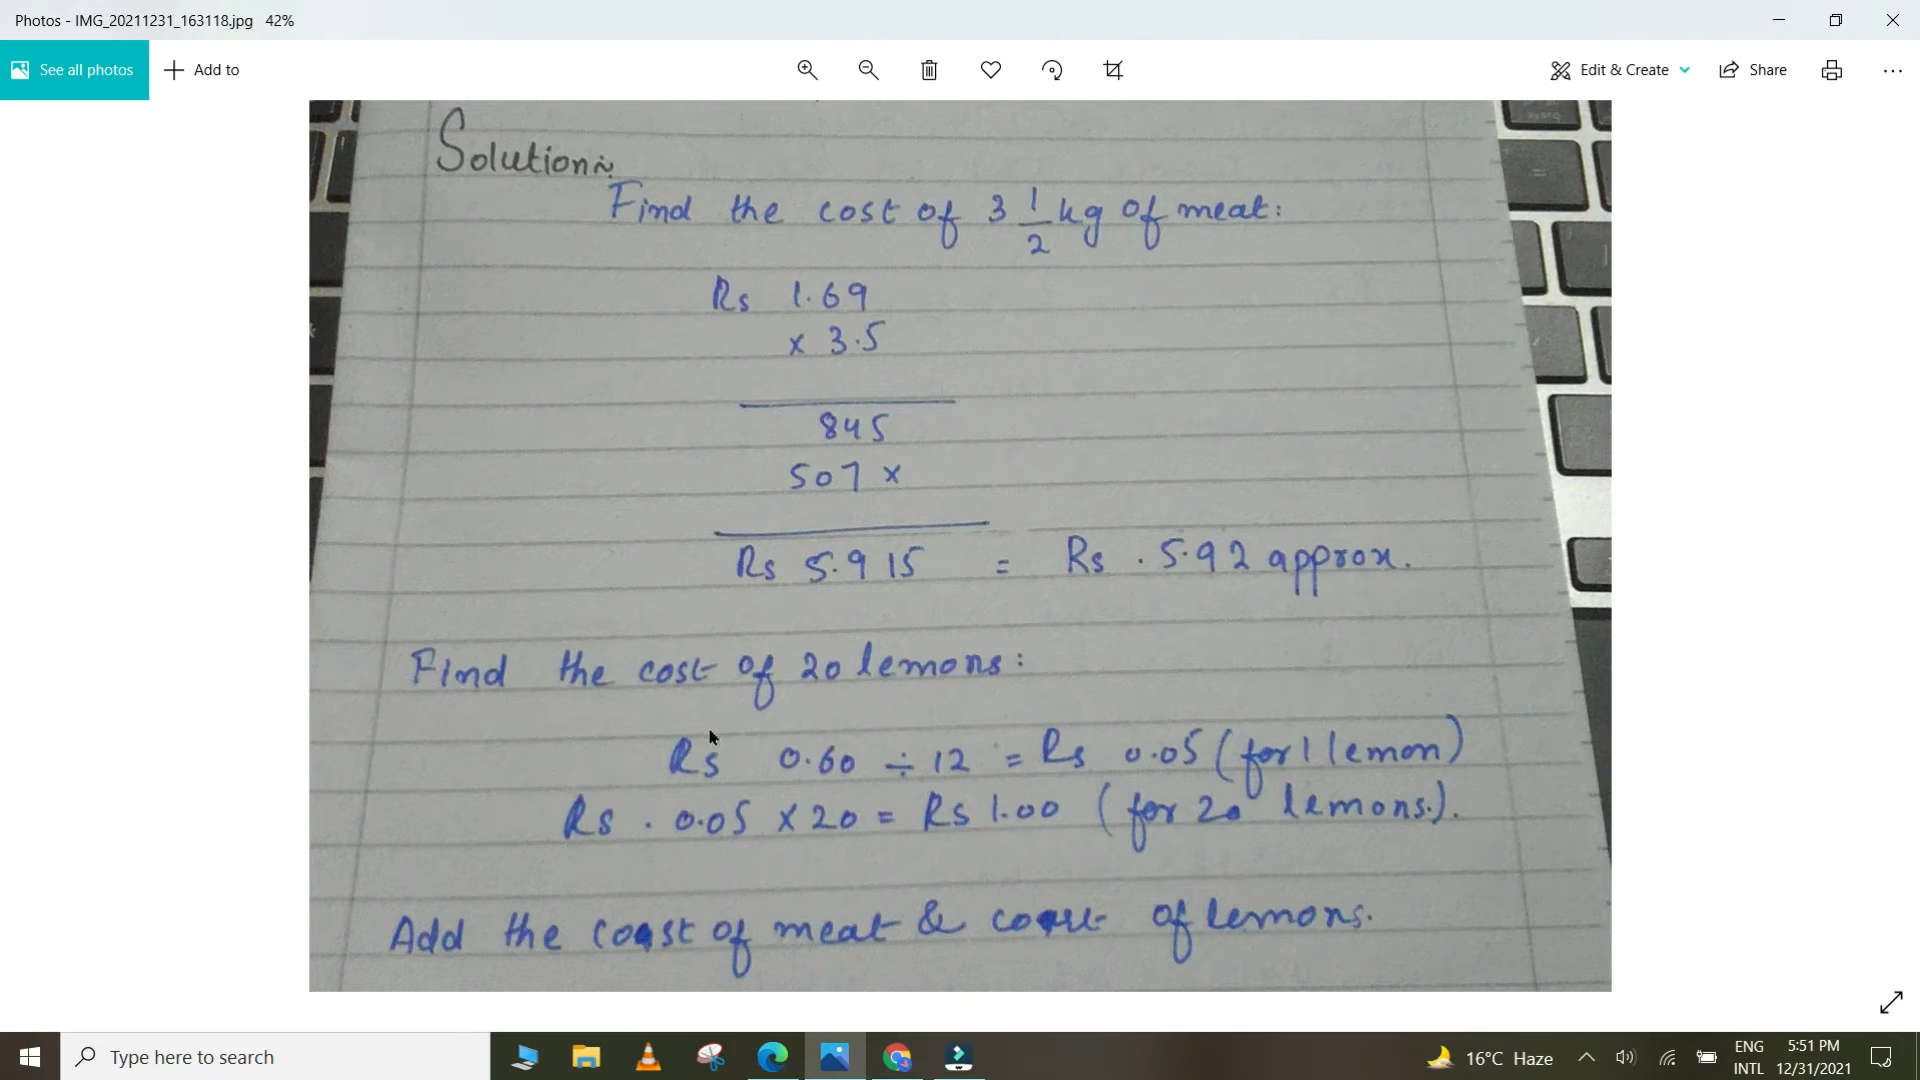 Photos - IMG_20211231_163118.jpg 42%
See all photos
Add to
Edit & Create
Share
Solution:
Find the cost of 3 1/2 kg of meat:
Rs 1.69
x 3.5
845
507 x
Rs 5.915 = Rs . 5.92 approx.
Find the cost of 20 lemons:
Rs 0.60 ÷ 12 = Rs 0.05 (for 1 lemon)
Rs . 0.05 x 20 = Rs 1.00 (for 20 lemons.).
Add the cost of meat & cost of lemons.
Type here to search
16°C Haze
ENG
INTL
5:51 PM
12/31/2021